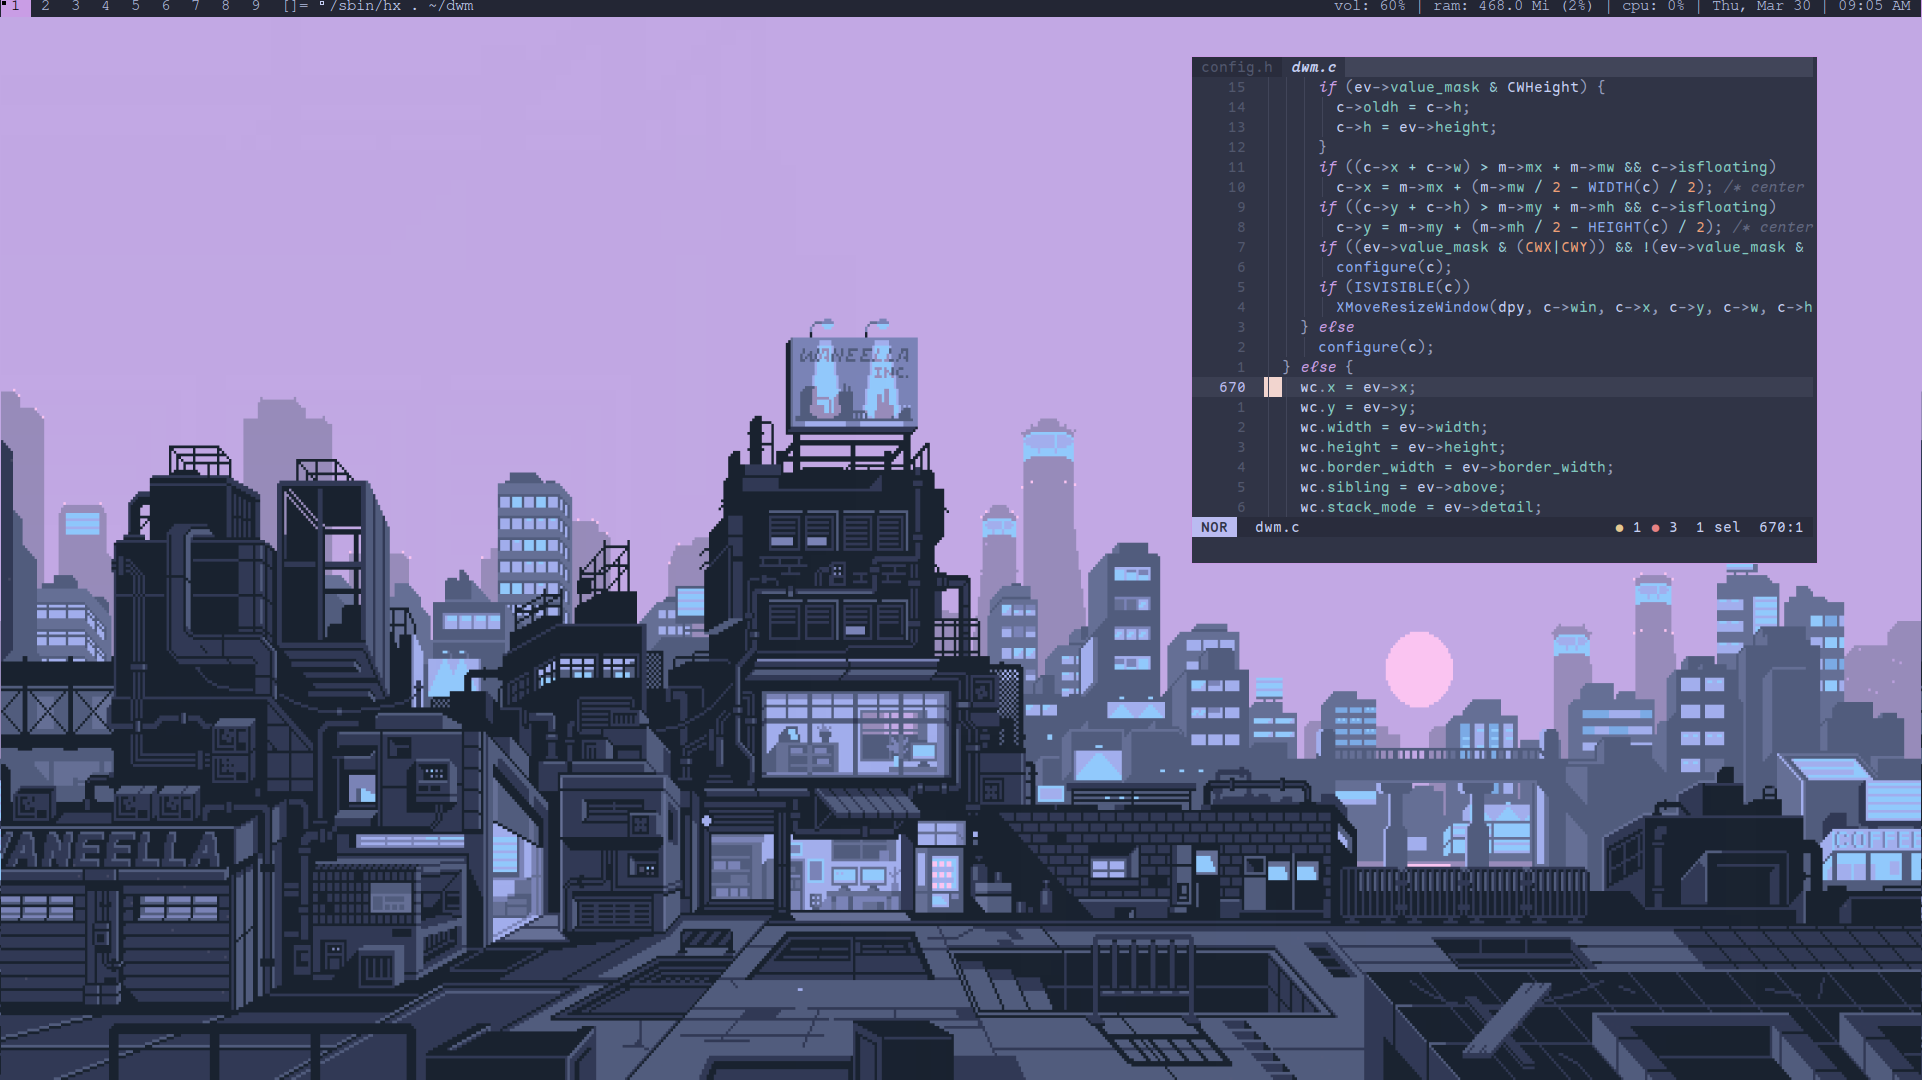 1 2 3 4 5 6 7 8 9 []= °/sbin/hx . ~/dwm vol: 60% | ram: 468.0 Mi (2%) | cpu: 0% | Thu, Mar 30 | 09:05 AM
config.h dwm.c
15 if (ev->value_mask & CWHeight) {
14 c->oldh = c->h;
13 c->h = ev->height;
12 }
11 if ((c->x + c->w) > m->mx + m->mw && c->isfloating)
10 c->x = m->mx + (m->mw / 2 - WIDTH(c) / 2); /* center
9 if ((c->y + c->h) > m->my + m->mh && c->isfloating)
8 c->y = m->my + (m->mh / 2 - HEIGHT(c) / 2); /* center
7 if ((ev->value_mask & (CWX|CWY)) && !(ev->value_mask &
6 configure(c);
5 if (ISVISIBLE(c))
4 XMoveResizeWindow(dpy, c->win, c->x, c->y, c->w, c->h
3 } else
2 configure(c);
1 } else {
670 wc.x = ev->x;
1 wc.y = ev->y;
2 wc.width = ev->width;
3 wc.height = ev->height;
4 wc.border_width = ev->border_width;
5 wc.sibling = ev->above;
6 wc.stack_mode = ev->detail;
NOR dwm.c ● 1 ● 3 1 sel 670:1
WANEELLA
INC.
WANEELLA